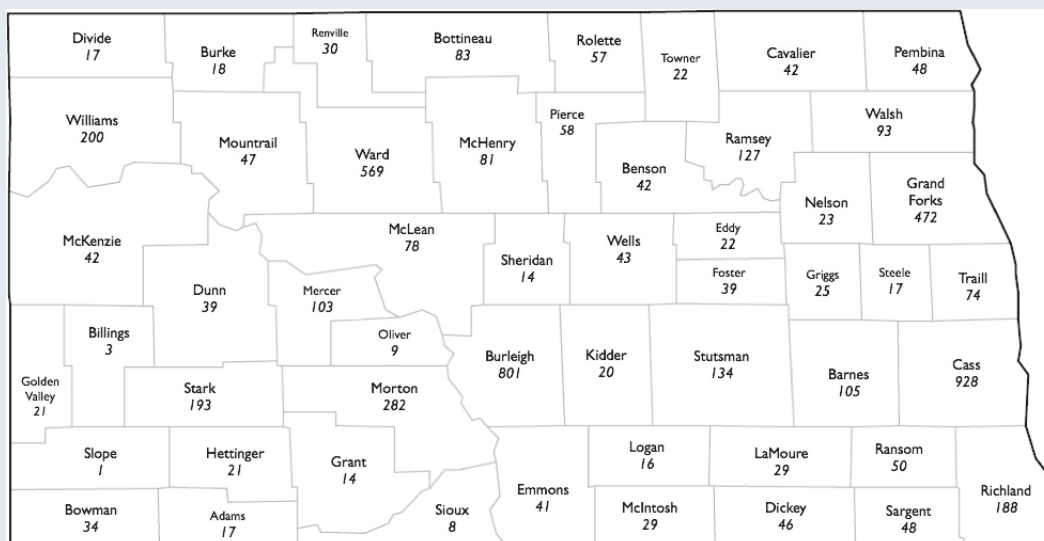 Divide
17
Burke
18
Renville
30
Bottineau
83
Rolette
57
Towner
22
Cavalier
42
Pembina
48
Williams
200
Mountrail
47
Ward
569
McHenry
81
Pierce
58
Benson
42
Ramsey
127
Walsh
93
Nelson
23
Grand
Forks
472
McKenzie
42
Dunn
39
McLean
78
Mercer
103
Oliver
9
Sheridan
14
Wells
43
Eddy
22
Foster
39
Griggs
25
Steele
17
Traill
74
Golden
Valley
21
Billings
3
Stark
193
Morton
282
Burleigh
801
Kidder
20
Stutsman
134
Barnes
105
Cass
928
Slope
1
Hettinger
21
Grant
14
Bowman
34
Adams
17
Sioux
8
Emmons
41
Logan
16
McIntosh
29
LaMoure
29
Dickey
46
Ransom
50
Sargent
48
Richland
188